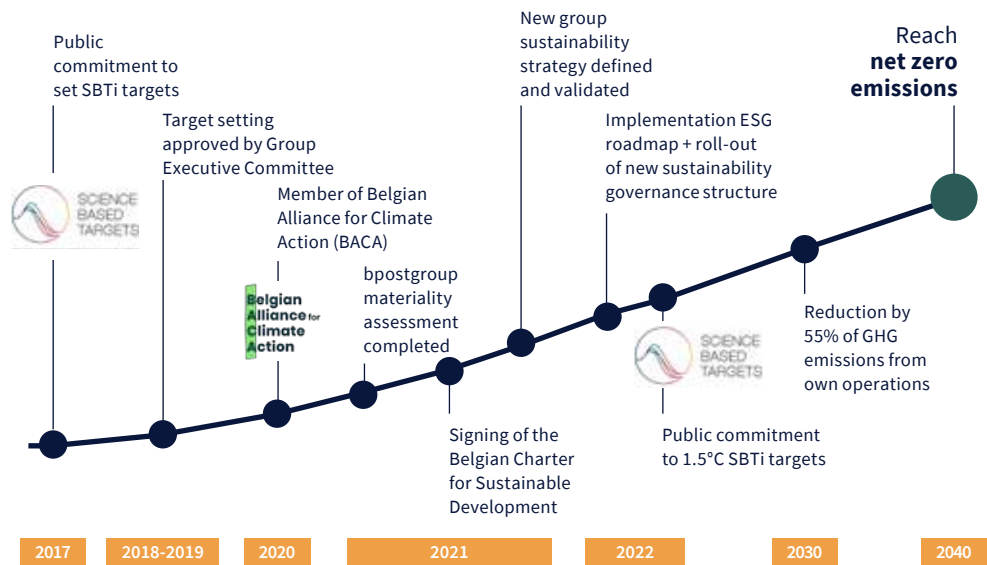 Public
commitment to
set SBTi targets
SCIENCE
BASED
TARGETS
Target setting
approved by Group
Executive Committee
Member of Belgian
Alliance for Climate
Action (BACA)
Belgian
Alliance for
Climate
Action
bpostgroup
materiality
assessment
completed
Signing of the
Belgian Charter
for Sustainable
Development
New group
sustainability
strategy defined
and validated
Implementation ESG
roadmap + roll-out
of new sustainability
governance structure
SCIENCE
BASED
TARGETS
Public commitment
to 1.5°C SBTi targets
Reduction by
55% of GHG
emissions from
own operations
Reach
net zero
emissions
2017
2018-2019
2020
2021
2022
2030
2040